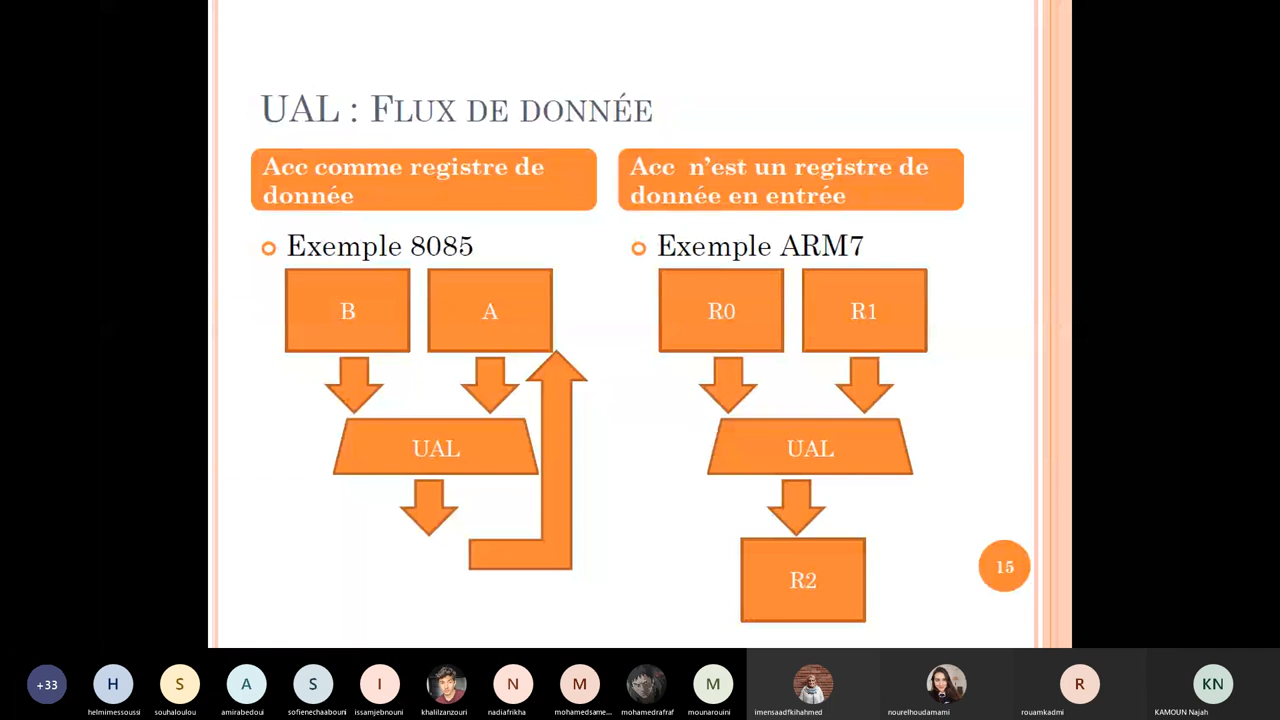 UAL : Flux de donnée
Acc comme registre de
donnée
Acc n'est un registre de
donnée en entrée
Exemple 8085
Exemple ARM7
B
A
R0
R1
UAL
UAL
R2
15
+33
H
S
A
S
I
N
M
M
R
KN
helmimessoussi
souhaloulou
amirabedoui
sofienechaabouni
issamjebnouni
khalilzanzouri
nadiafrikha
mohamedsame...
mohamedrafraf
mounarouini
imensaadfkihahmed
nourelhoudamami
rouamkadmi
KAMOUN Najah